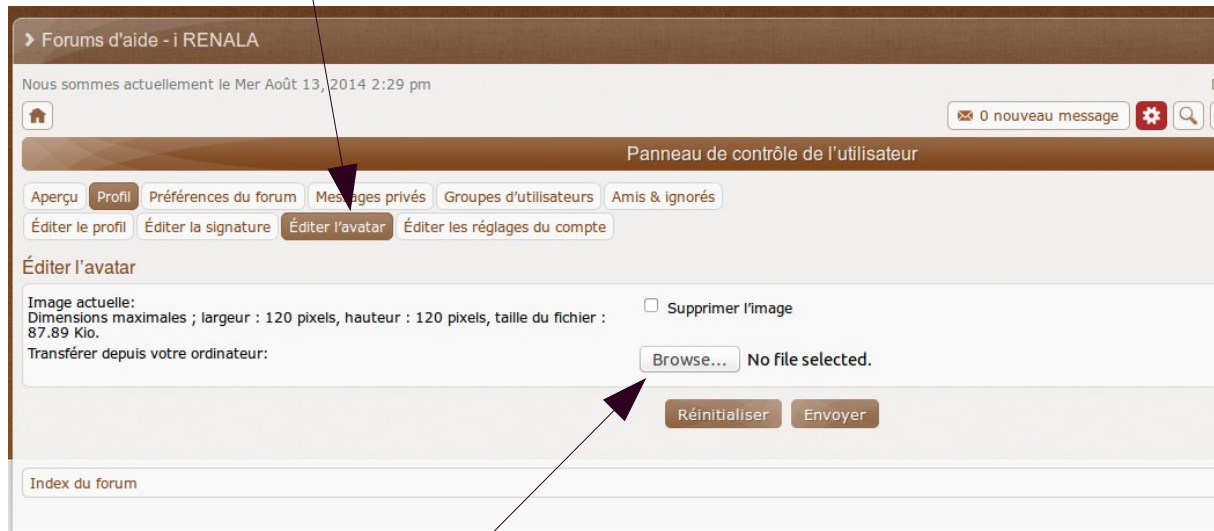 Forums d'aide - i RENALA
Nous sommes actuellement le Mer Août 13, 2014 2:29 pm
0 nouveau message
Panneau de contrôle de l’utilisateur
Aperçu Profil Préférences du forum Messages privés Groupes d’utilisateurs Amis & ignorés
Éditer le profil Éditer la signature Éditer l’avatar Éditer les réglages du compte
Éditer l’avatar
Image actuelle:
Dimensions maximales ; largeur : 120 pixels, hauteur : 120 pixels, taille du fichier :
87.89 Kio.
Supprimer l’image
Transférer depuis votre ordinateur:
Browse... No file selected.
Réinitialiser Envoyer
Index du forum